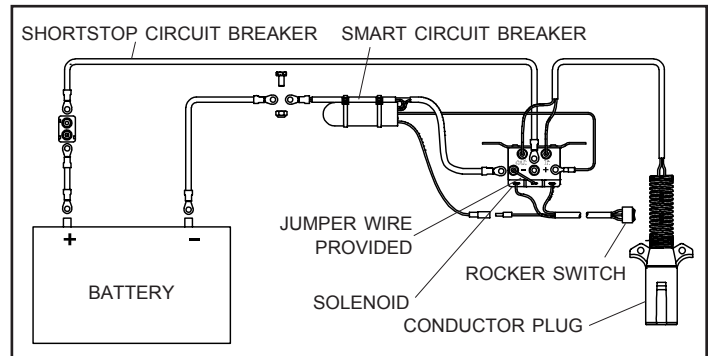 SHORTSTOP CIRCUIT BREAKER
SMART CIRCUIT BREAKER
+
-
- +
JUMPER WIRE
PROVIDED
ROCKER SWITCH
BATTERY
SOLENOID
CONDUCTOR PLUG